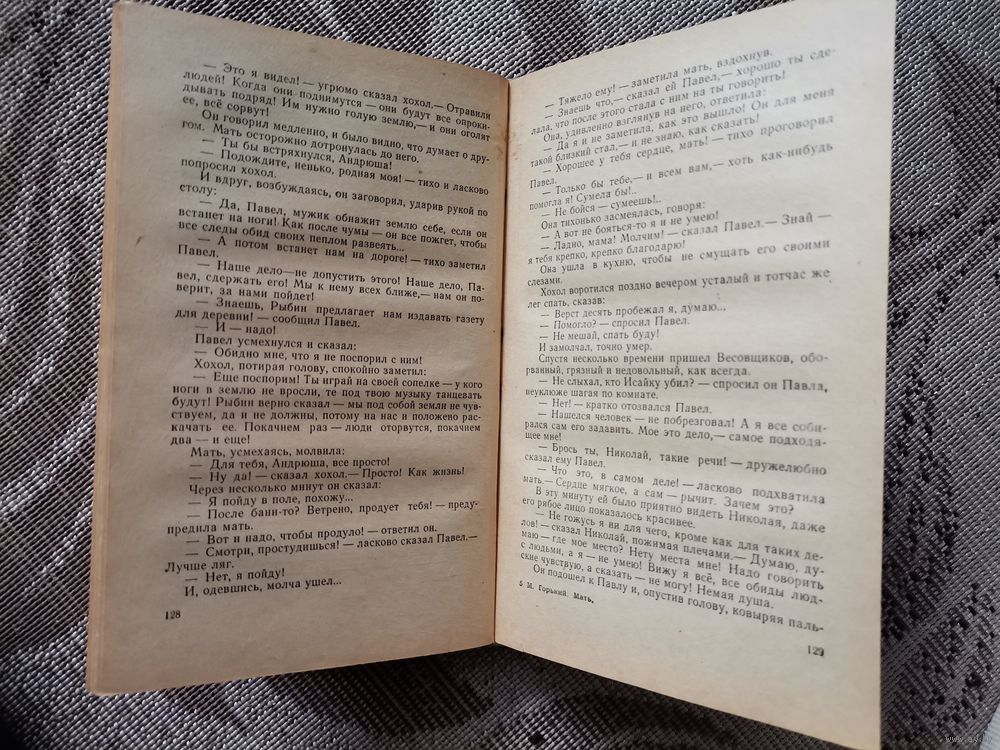 — Это я видел! — угрюмо сказал хохол.— Отравили
людей! Когда они поднимутся — они будут все опроки-
дывать подряд! Им нужно голую землю,— и они оголят
ее, всё сорвут!
Он говорил медленно, и было видно, что думает о дру-
гом. Мать осторожно дотронулась до него.
— Ты бы встряхнулся, Андрюша!
— Подождите, ненько, родная моя! — тихо и ласково
попросил хохол.
И вдруг, возбуждаясь, он заговорил, ударив рукой по
столу:
— Да, Павел, мужик обнажит землю себе, если он
встанет на ноги! Как после чумы — он все пожгет, чтобы
все следы обид своих пеплом развеять...
— А потом встанет нам на дороге! — тихо заметил
Павел.
— Наше дело — не допустить этого! Наше дело, Па-
вел, сдержать его! Мы к нему всех ближе,— нам он по-
верит, за нами пойдет!
— Знаешь, Рыбин предлагает нам издавать газету
для деревни! — сообщил Павел.
— И — надо!
Павел усмехнулся и сказал:
— Обидно мне, что я не поспорил с ним!
Хохол, потирая голову, спокойно заметил:
— Еще поспорим! Ты играй на своей сопелке — у кого
ноги в землю не вросли, те под твою музыку танцевать
будут! Рыбин верно сказал — мы под собой земли не чув-
ствуем, да и не должны, потому на нас и положено рас-
качать ее. Покачнем раз — люди оторвутся, покачнем
два — и еще!
Мать, усмехаясь, молвила:
— Для тебя, Андрюша, все просто!
— Ну да! — сказал хохол.— Просто! Как жизнь!
Через несколько минут он сказал:
— Я пойду в поле, похожу...
— После бани-то? Ветрено, продует тебя! — преду-
предила мать.
— Вот и надо, чтобы продуло! — ответил он.
— Смотри, простудишься! — ласково сказал Павел.—
Лучше ляг.
— Нет, я пойду!
И, одевшись, молча ушел...
128
— Тяжело ему! — заметила мать, вздохнув.
— Знаешь что,— сказал ей Павел,— хорошо ты сде-
лала, что после этого стала с ним на ты говорить!
Она, удивленно взглянув на него, ответила:
— Да я и не заметила, как это вышло! Он для меня
такой близкий стал,— и не знаю, как сказать!
— Хорошее у тебя сердце, мать! — тихо проговорил
Павел.
— Только бы тебе,— и всем вам,— хоть как-нибудь
помогла я! Сумела бы!..
— Не бойся — сумеешь!..
Она тихонько засмеялась, говоря:
— А вот не бояться-то я и не умею!
— Ладно, мама! Молчим! — сказал Павел.— Знай —
я тебя крепко, крепко благодарю!
Она ушла в кухню, чтобы не смущать его своими
слезами.
Хохол воротился поздно вечером усталый и тотчас же
лег спать, сказав:
— Верст десять пробежал я, думаю...
— Помогло? — спросил Павел.
— Не мешай, спать буду!
И замолчал, точно умер.
Спустя несколько времени пришел Весовщиков, обо-
рванный, грязный и недовольный, как всегда.
— Не слыхал, кто Исайку убил? — спросил он Павла,
неуклюже шагая по комнате.
— Нет! — кратко отозвался Павел.
— Нашелся человек — не побрезговал! А я все соби-
рался сам его задавить. Мое это дело,— самое подходя-
щее мне!
— Брось ты, Николай, такие речи! — дружелюбно
сказал ему Павел.
— Что это, в самом деле! — ласково подхватила
мать.— Сердце мягкое, а сам — рычит. Зачем это?
В эту минуту ей было приятно видеть Николая, даже
его рябое лицо показалось красивее.
— Не гожусь я ни для чего, кроме как для таких де-
лов! — сказал Николай, пожимая плечами.— Думаю, ду-
маю — где мое место? Нету места мне! Надо говорить
с людьми, а я — не умею! Вижу я всё, все обиды люд-
ские чувствую, а сказать — не могу! Немая душа.
Он подошел к Павлу и, опустив голову, ковыряя паль-
5 М. Горький. Мать.
129